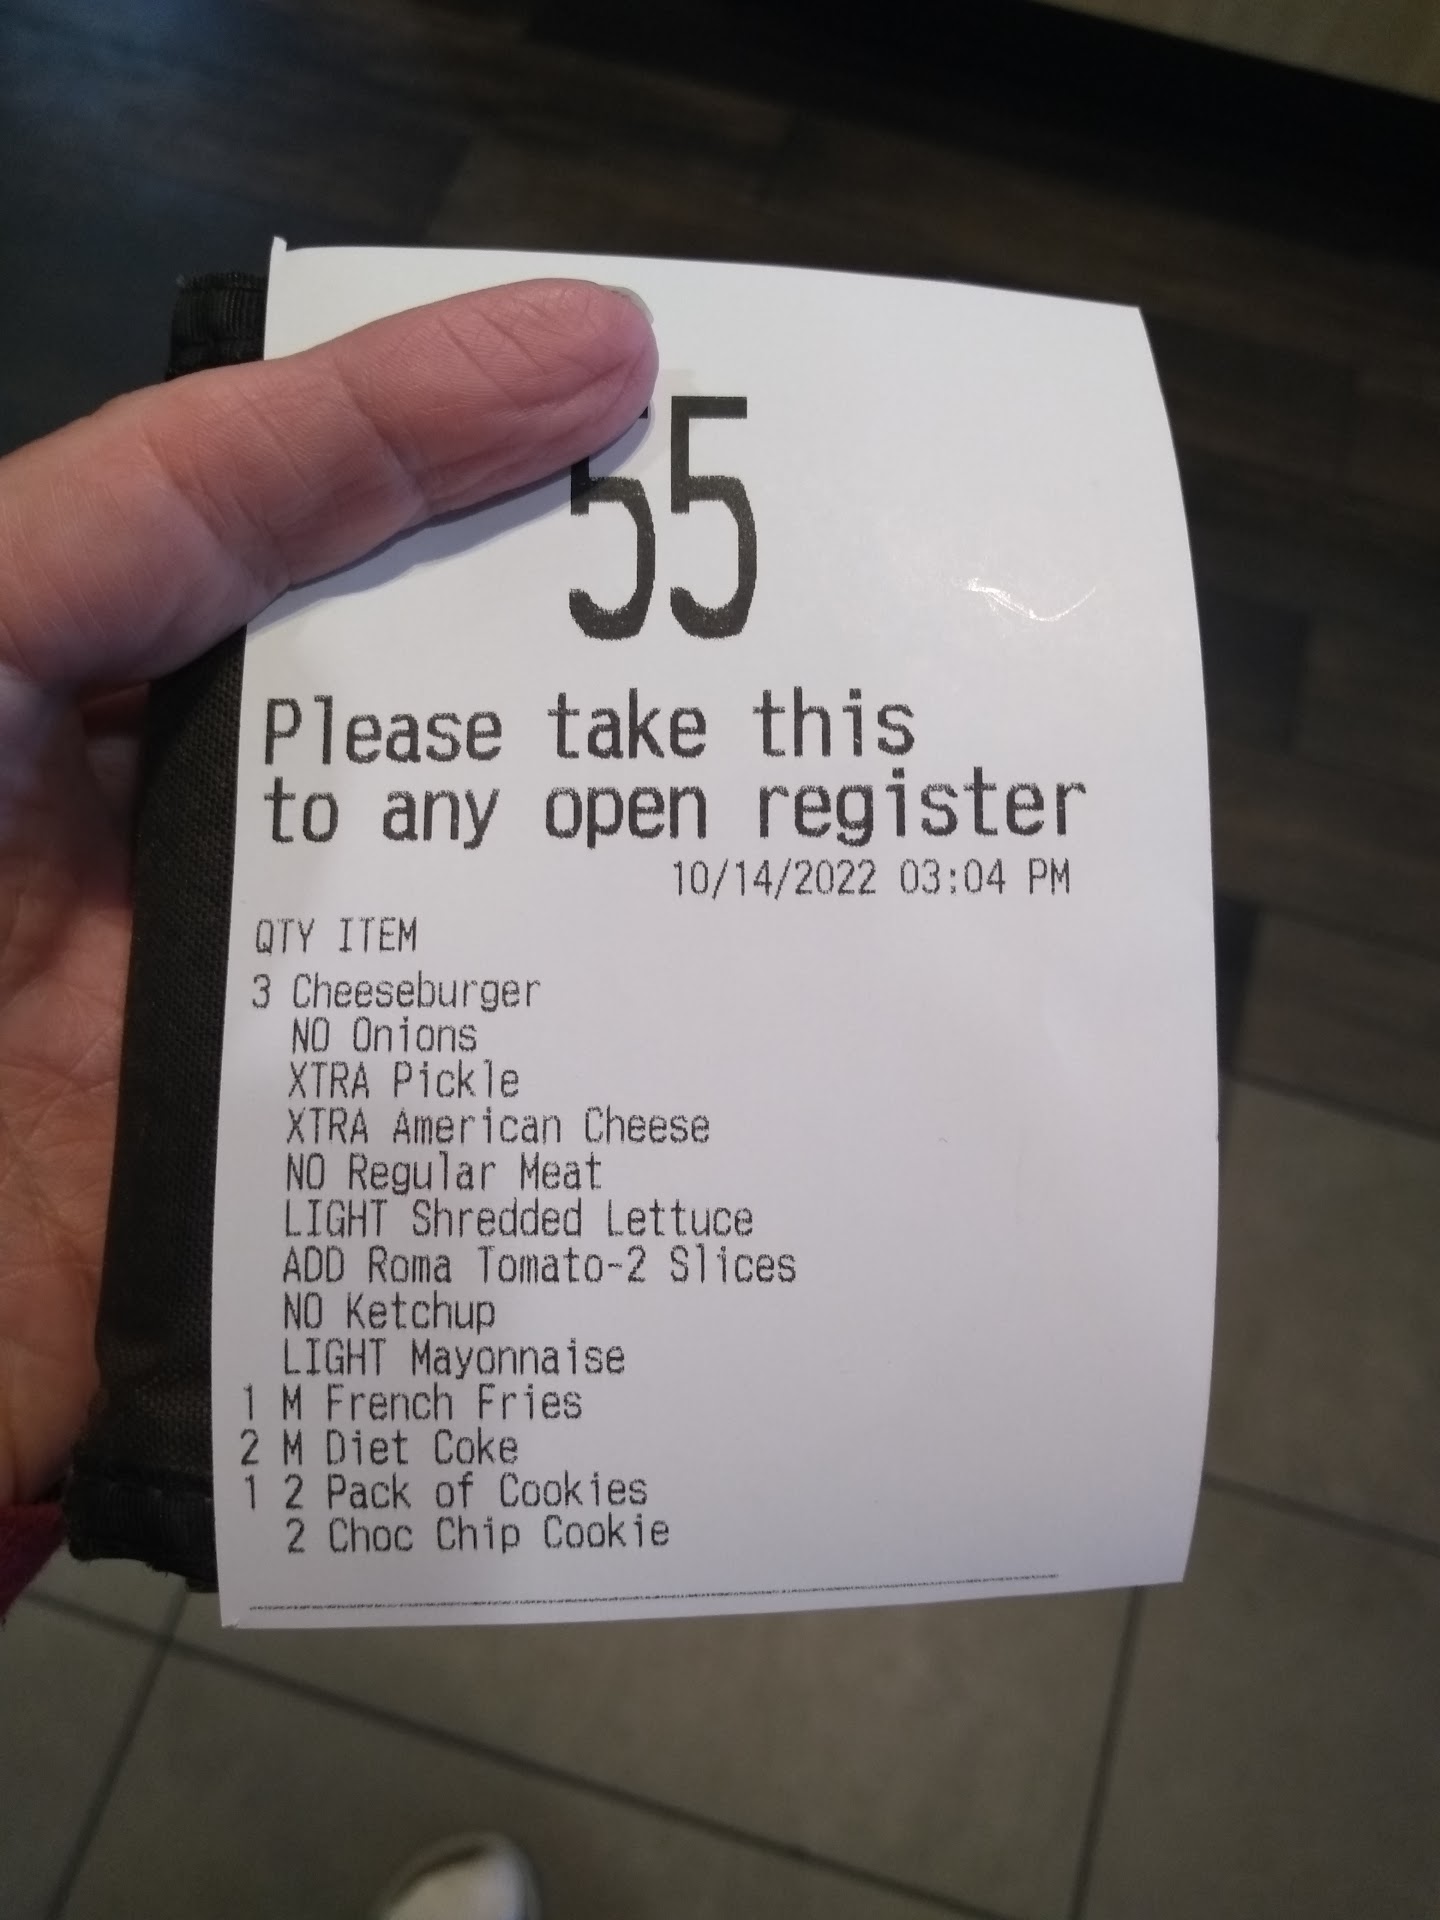 55
Please take this
to any open register
10/14/2022 03:04 PM
QTY ITEM
3 Cheeseburger
NO Onions
XTRA Pickle
XTRA American Cheese
NO Regular Meat
LIGHT Shredded Lettuce
ADD Roma Tomato-2 Slices
NO Ketchup
LIGHT Mayonnaise
1 M French Fries
2 M Diet Coke
1 2 Pack of Cookies
2 Choc Chip Cookie